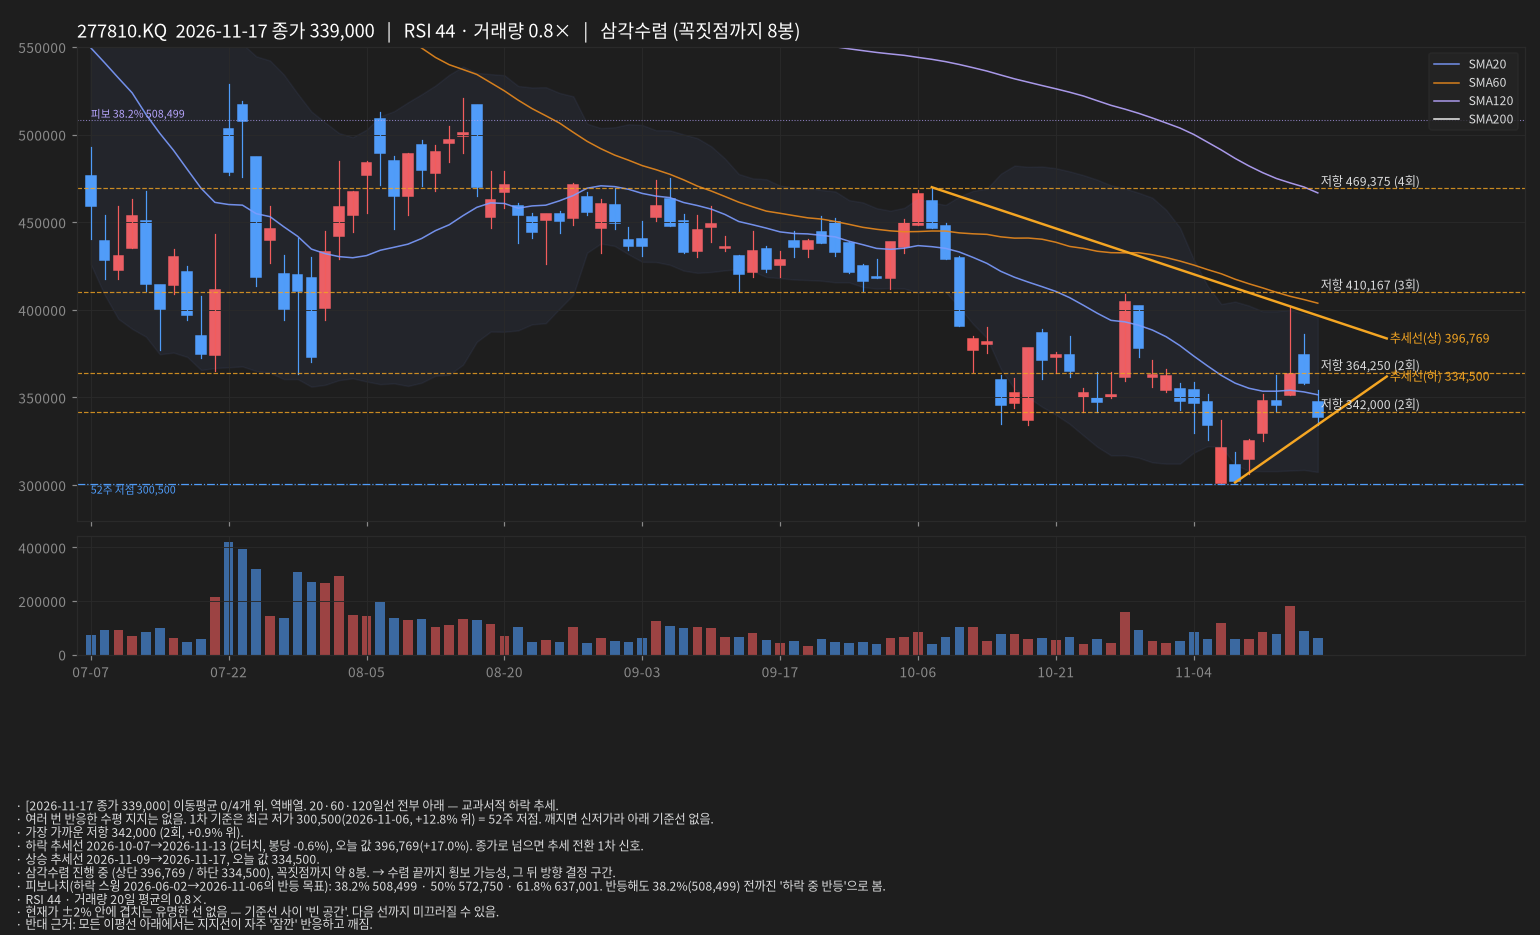 277810.KQ 2026-11-17 종가 339,000 | RSI 44 · 거래량 0.8× | 삼각수렴 (꼭짓점까지 8봉)
550000
SMA20
SMA60
SMA120
SMA200
피보 38.2% 508,499
500000
저항 469,375 (4회)
450000
저항 410,167 (3회)
400000
추세선(상) 396,769
저항 364,250 (2회)
추세선(하) 334,500
350000
저항 342,000 (2회)
300000
52주 저점 300,500
400000
200000
0
07-07 07-22 08-05 08-20 09-03 09-17 10-06 10-21 11-04
· [2026-11-17 종가 339,000] 이동평균 0/4개 위. 역배열. 20·60·120일선 전부 아래 — 교과서적 하락 추세.
· 여러 번 반응한 수평 지지는 없음. 1차 기준은 최근 저가 300,500(2026-11-06, +12.8% 위) = 52주 저점. 깨지면 신저가라 아래 기준선 없음.
· 가장 가까운 저항 342,000 (2회, +0.9% 위).
· 하락 추세선 2026-10-07→2026-11-13 (2터치, 봉당 -0.6%), 오늘 값 396,769(+17.0%). 종가로 넘으면 추세 전환 1차 신호.
· 상승 추세선 2026-11-09→2026-11-17, 오늘 값 334,500.
· 삼각수렴 진행 중 (상단 396,769 / 하단 334,500), 꼭짓점까지 약 8봉. → 수렴 끝까지 횡보 가능성, 그 뒤 방향 결정 구간.
· 피보나치(하락 스윙 2026-06-02→2026-11-06의 반등 목표): 38.2% 508,499 · 50% 572,750 · 61.8% 637,001. 반등해도 38.2%(508,499) 전까진 '하락 중 반등'으로 봄.
· RSI 44 · 거래량 20일 평균의 0.8×.
· 현재가 ±2% 안에 겹치는 유명한 선 없음 — 기준선 사이 '빈 공간'. 다음 선까지 미끄러질 수 있음.
· 반대 근거: 모든 이평선 아래에서는 지지선이 자주 '잠깐' 반응하고 깨짐.